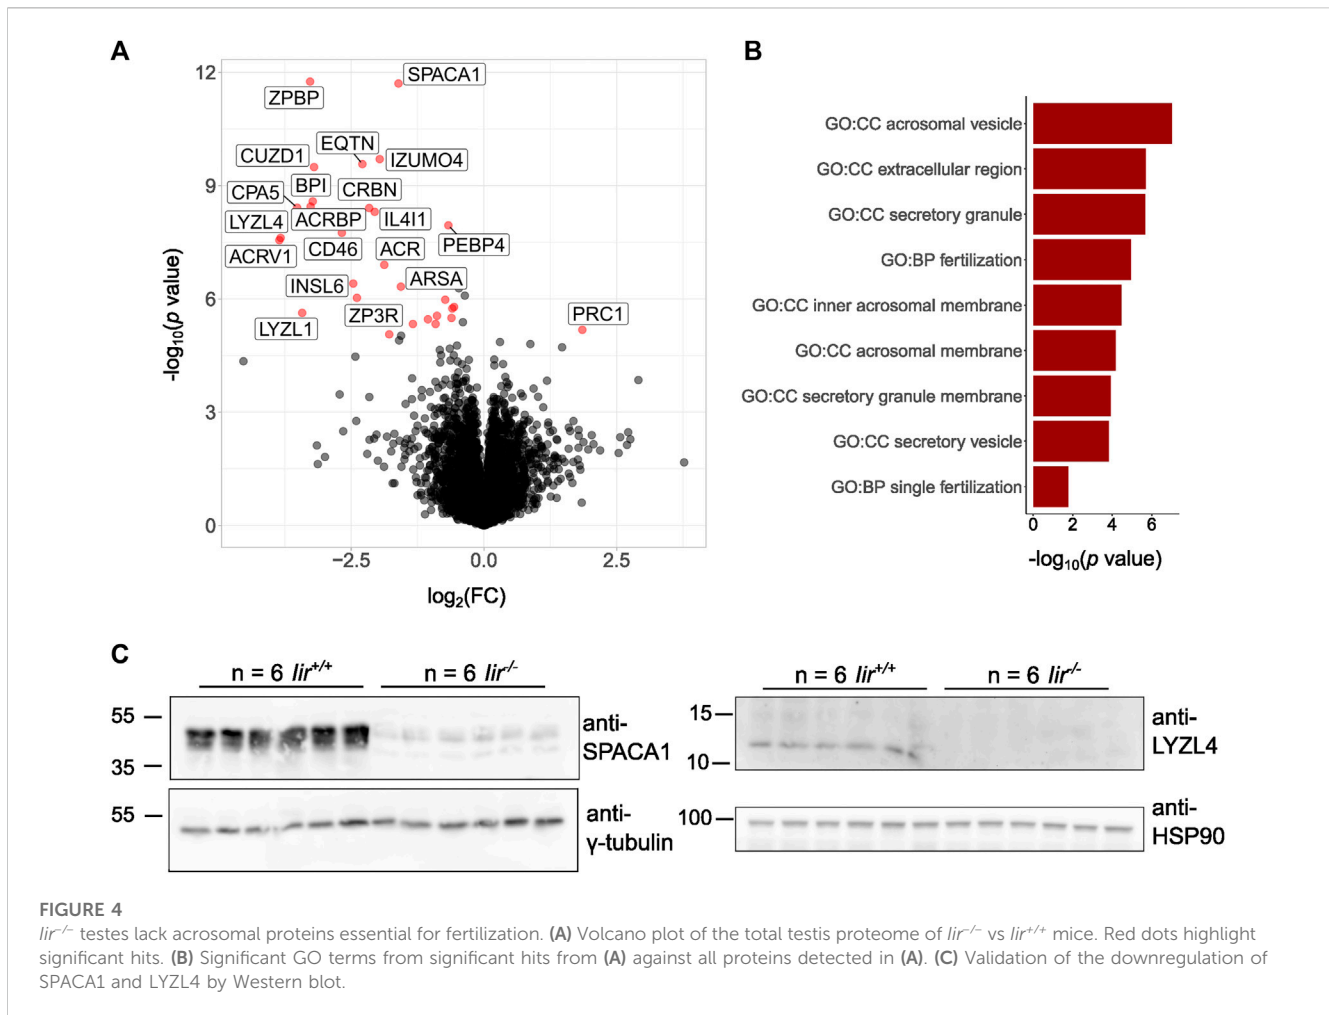 A
12
9
6
3
0
-log10(p value)
SPACA1
ZPBP
EQTN
CUZD1
IZUMO4
BPI
CRBN
CPA5
LYZL4
ACRBP
IL4I1
ACRV1
CD46
ACR
PEBP4
INSL6
ARSA
ZP3R
LYZL1
PRC1
−2.5
0.0
2.5
log2(FC)
B
GO:CC acrosomal vesicle
GO:CC extracellular region
GO:CC secretory granule
GO:BP fertilization
GO:CC inner acrosomal membrane
GO:CC acrosomal membrane
GO:CC secretory granule membrane
GO:CC secretory vesicle
GO:BP single fertilization
0 2 4 6
-log10(p value)
C
n = 6 lir+/+
n = 6 lir-/-
55
35
anti-
SPACA1
55
anti-
γ-tubulin
n = 6 lir+/+
n = 6 lir-/-
15
10
anti-
LYZL4
100
anti-
HSP90
FIGURE 4
lir−/− testes lack acrosomal proteins essential for fertilization. (A) Volcano plot of the total testis proteome of lir−/− vs lir+/+ mice. Red dots highlight
significant hits. (B) Significant GO terms from significant hits from (A) against all proteins detected in (A). (C) Validation of the downregulation of
SPACA1 and LYZL4 by Western blot.